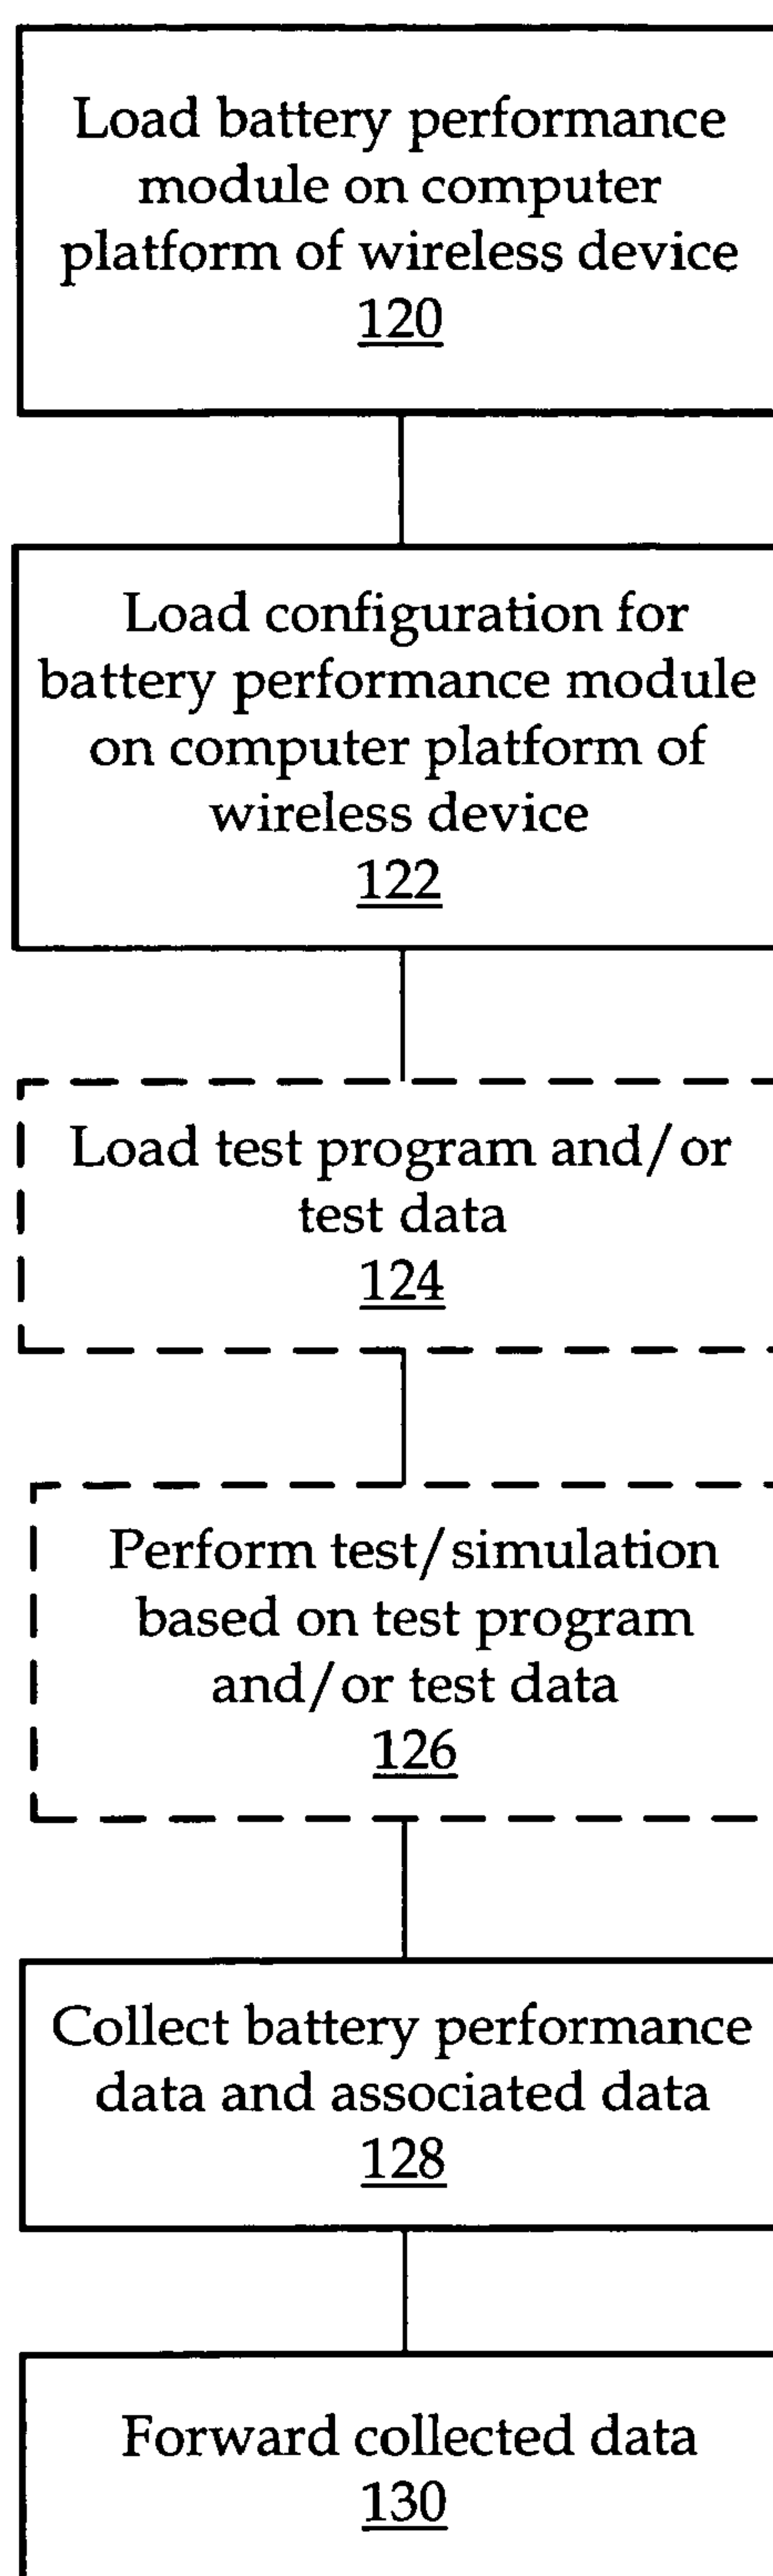 Load battery performance
module on computer
platform of wireless device
120
Load configuration for
battery performance module
on computer platform of
wireless device
122
Load test program and/or
test data
124
Perform test/simulation
based on test program
and/or test data
126
Collect battery performance
data and associated data
128
Forward collected data
130